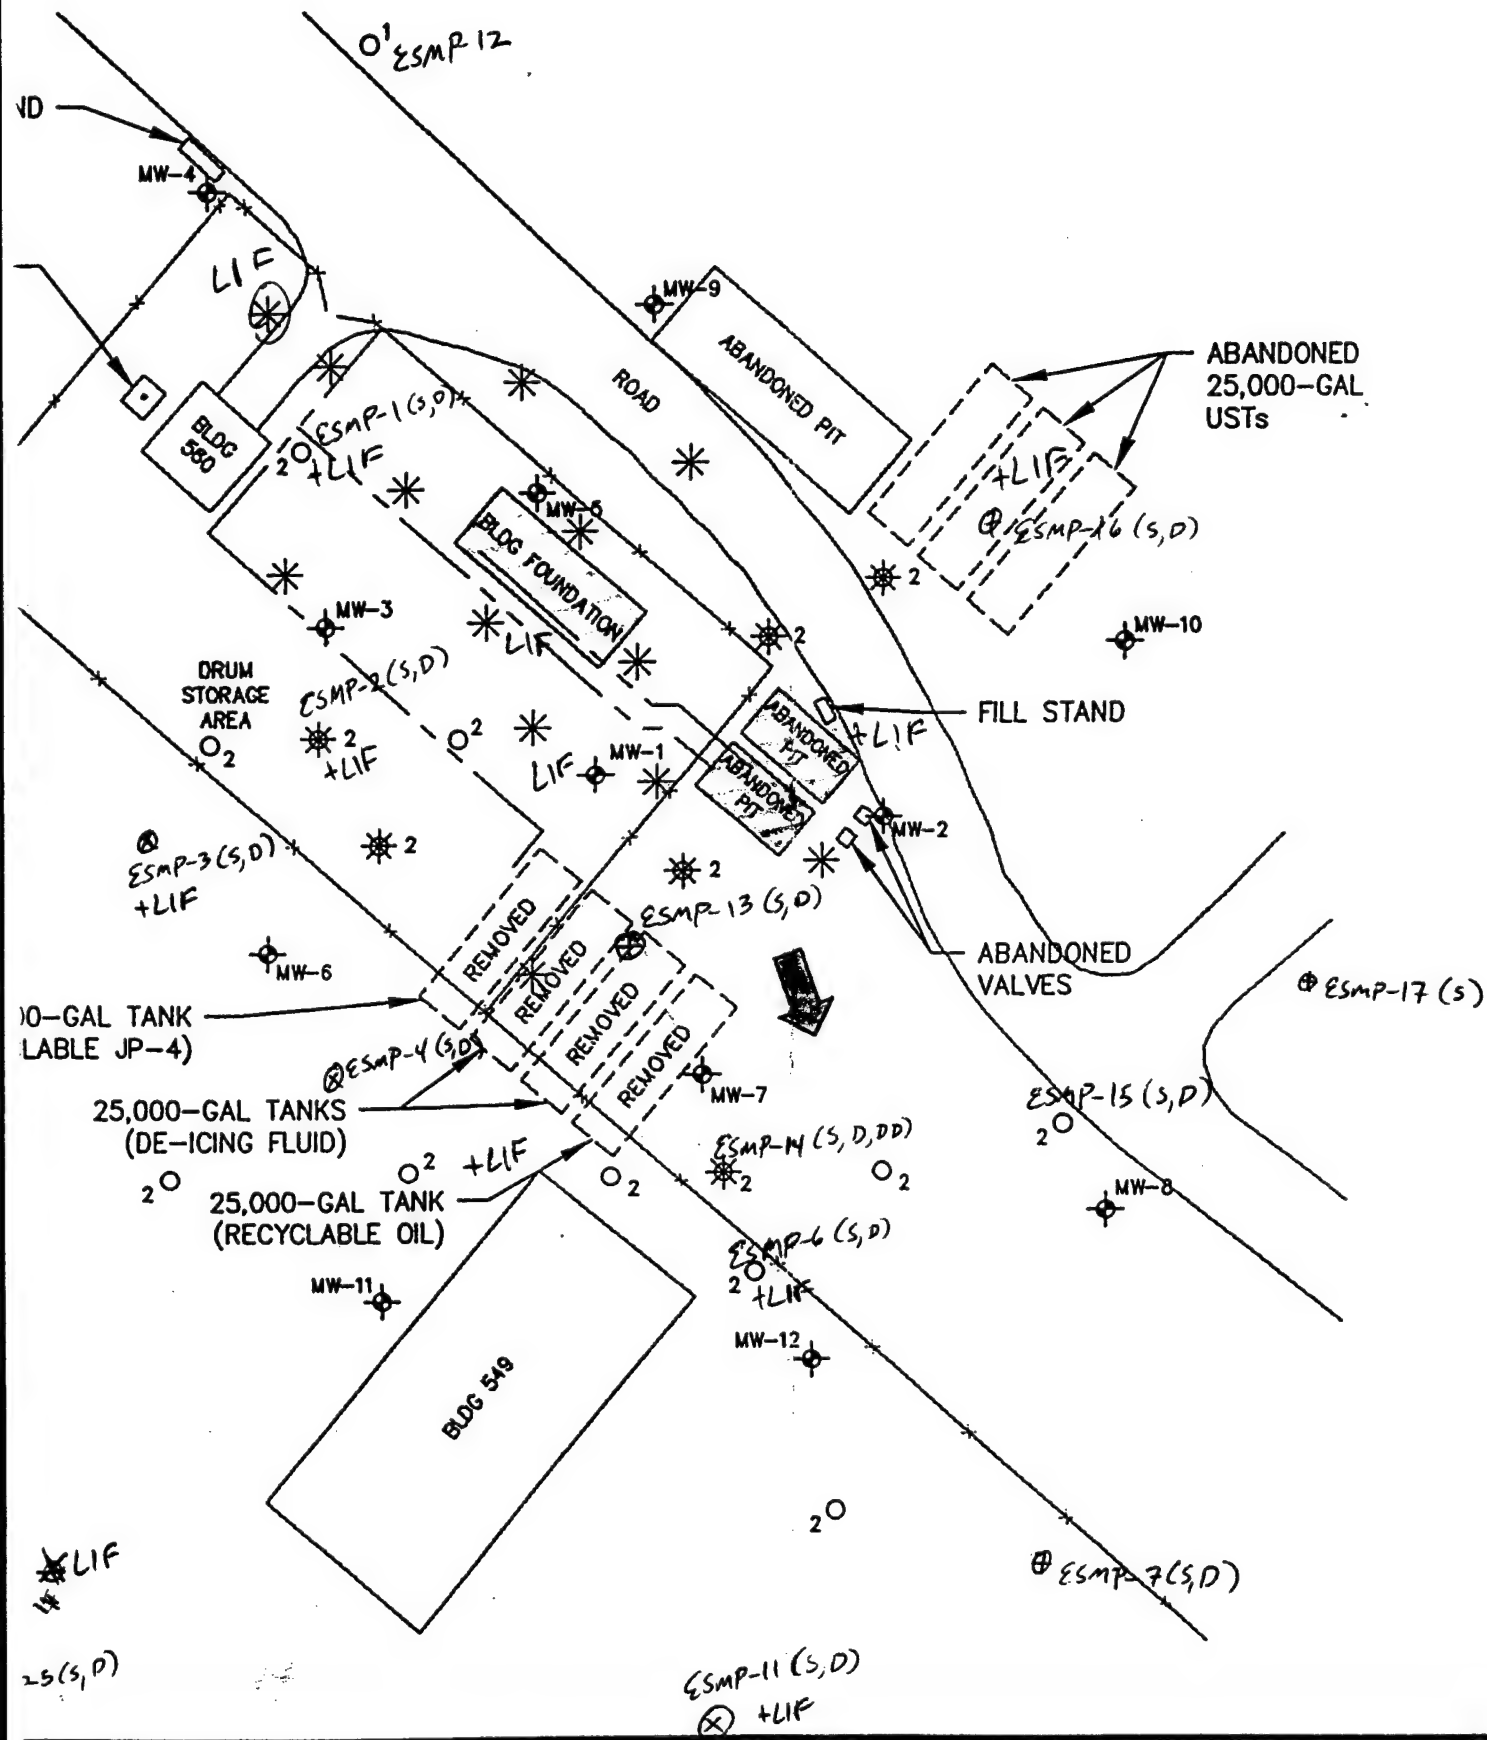 1
ESMP-12
ND
MW-4
LIF
MW-9
ABANDONED PIT
ROAD
ABANDONED
25,000-GAL
USTs
BLDG
560
ESMP-1 (S,D)
2
+LIF
MW-5
BLDG FOUNDATION
+LIF
ESMP-16 (S,D)
2
MW-10
MW-3
LIF
2
DRUM
STORAGE
AREA
ESMP-2 (S,D)
2
2
+LIF
2
LIF
MW-1
ABANDONED
PIT
ABANDONED
PIT
FILL STAND
+LIF
MW-2
ESMP-3 (S,D)
+LIF
2
2
ESMP-13 (S,D)
REMOVED
REMOVED
REMOVED
REMOVED
MW-6
ABANDONED
VALVES
ESMP-17 (S)
)0-GAL TANK
LABLE JP-4)
ESMP-4 (S,D)
25,000-GAL TANKS
(DE-ICING FLUID)
MW-7
ESMP-15 (S,D)
2
ESMP-14 (S,D,DD)
2
2
+LIF
2
2
2
25,000-GAL TANK
(RECYCLABLE OIL)
MW-8
ESMP-6 (S,D)
2
+LIF
MW-11
MW-12
BLDG 549
2
LIF
ESMP-7 (S,D)
25 (S,D)
ESMP-11 (S,D)
+LIF